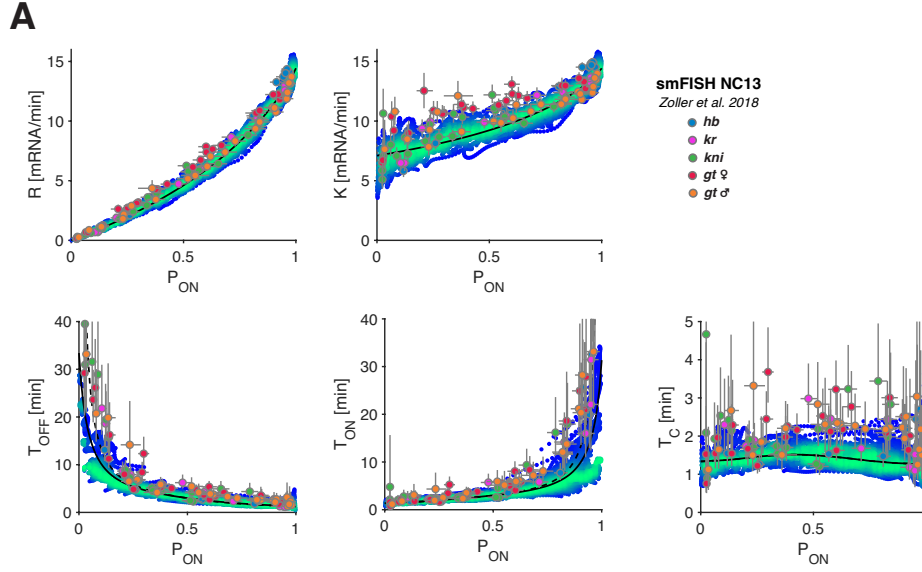 A
R [mRNA/min]
15
10
5
0
0
0.5
1
P_ON
K [mRNA/min]
15
10
5
0
0
0.5
1
P_ON
smFISH NC13
Zoller et al. 2018
hb
kr
kni
gt ♀
gt ♂
T_OFF [min]
40
30
20
10
0
0
0.5
1
P_ON
T_ON [min]
40
30
20
10
0
0
0.5
1
P_ON
T_C [min]
5
4
3
2
1
0
0
0.5
P_ON